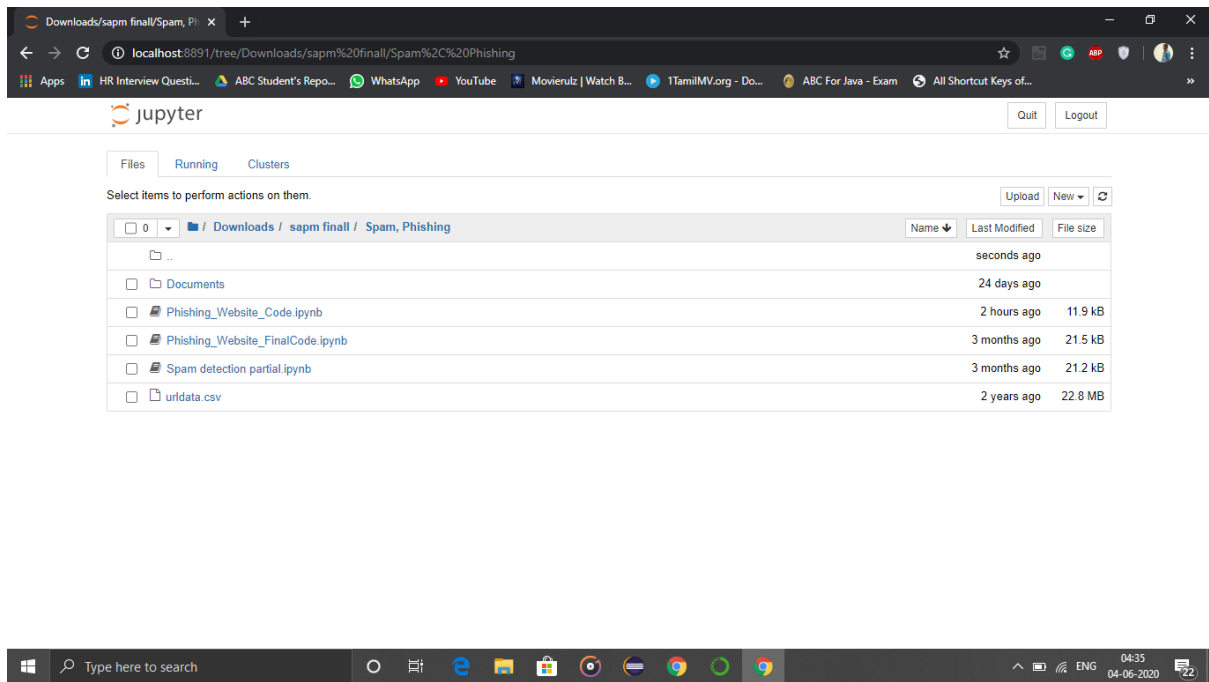 Downloads/sapm finall/Spam, Ph
localhost:8891/tree/Downloads/sapm%20finall/Spam%2C%20Phishing
ABP
Apps in HR Interview Questi... ABC Student's Repo... WhatsApp YouTube Movierulz | Watch B... 1TamilMV.org - Do... ABC For Java - Exam All Shortcut Keys of... »
jupyter Quit Logout
Files Running Clusters
Select items to perform actions on them. Upload New
0 / Downloads / sapm finall / Spam, Phishing Name Last Modified File size
.. seconds ago
Documents 24 days ago
Phishing_Website_Code.ipynb 2 hours ago 11.9 kB
Phishing_Website_FinalCode.ipynb 3 months ago 21.5 kB
Spam detection partial.ipynb 3 months ago 21.2 kB
urldata.csv 2 years ago 22.8 MB
Type here to search ENG 04:35
04-06-2020 22